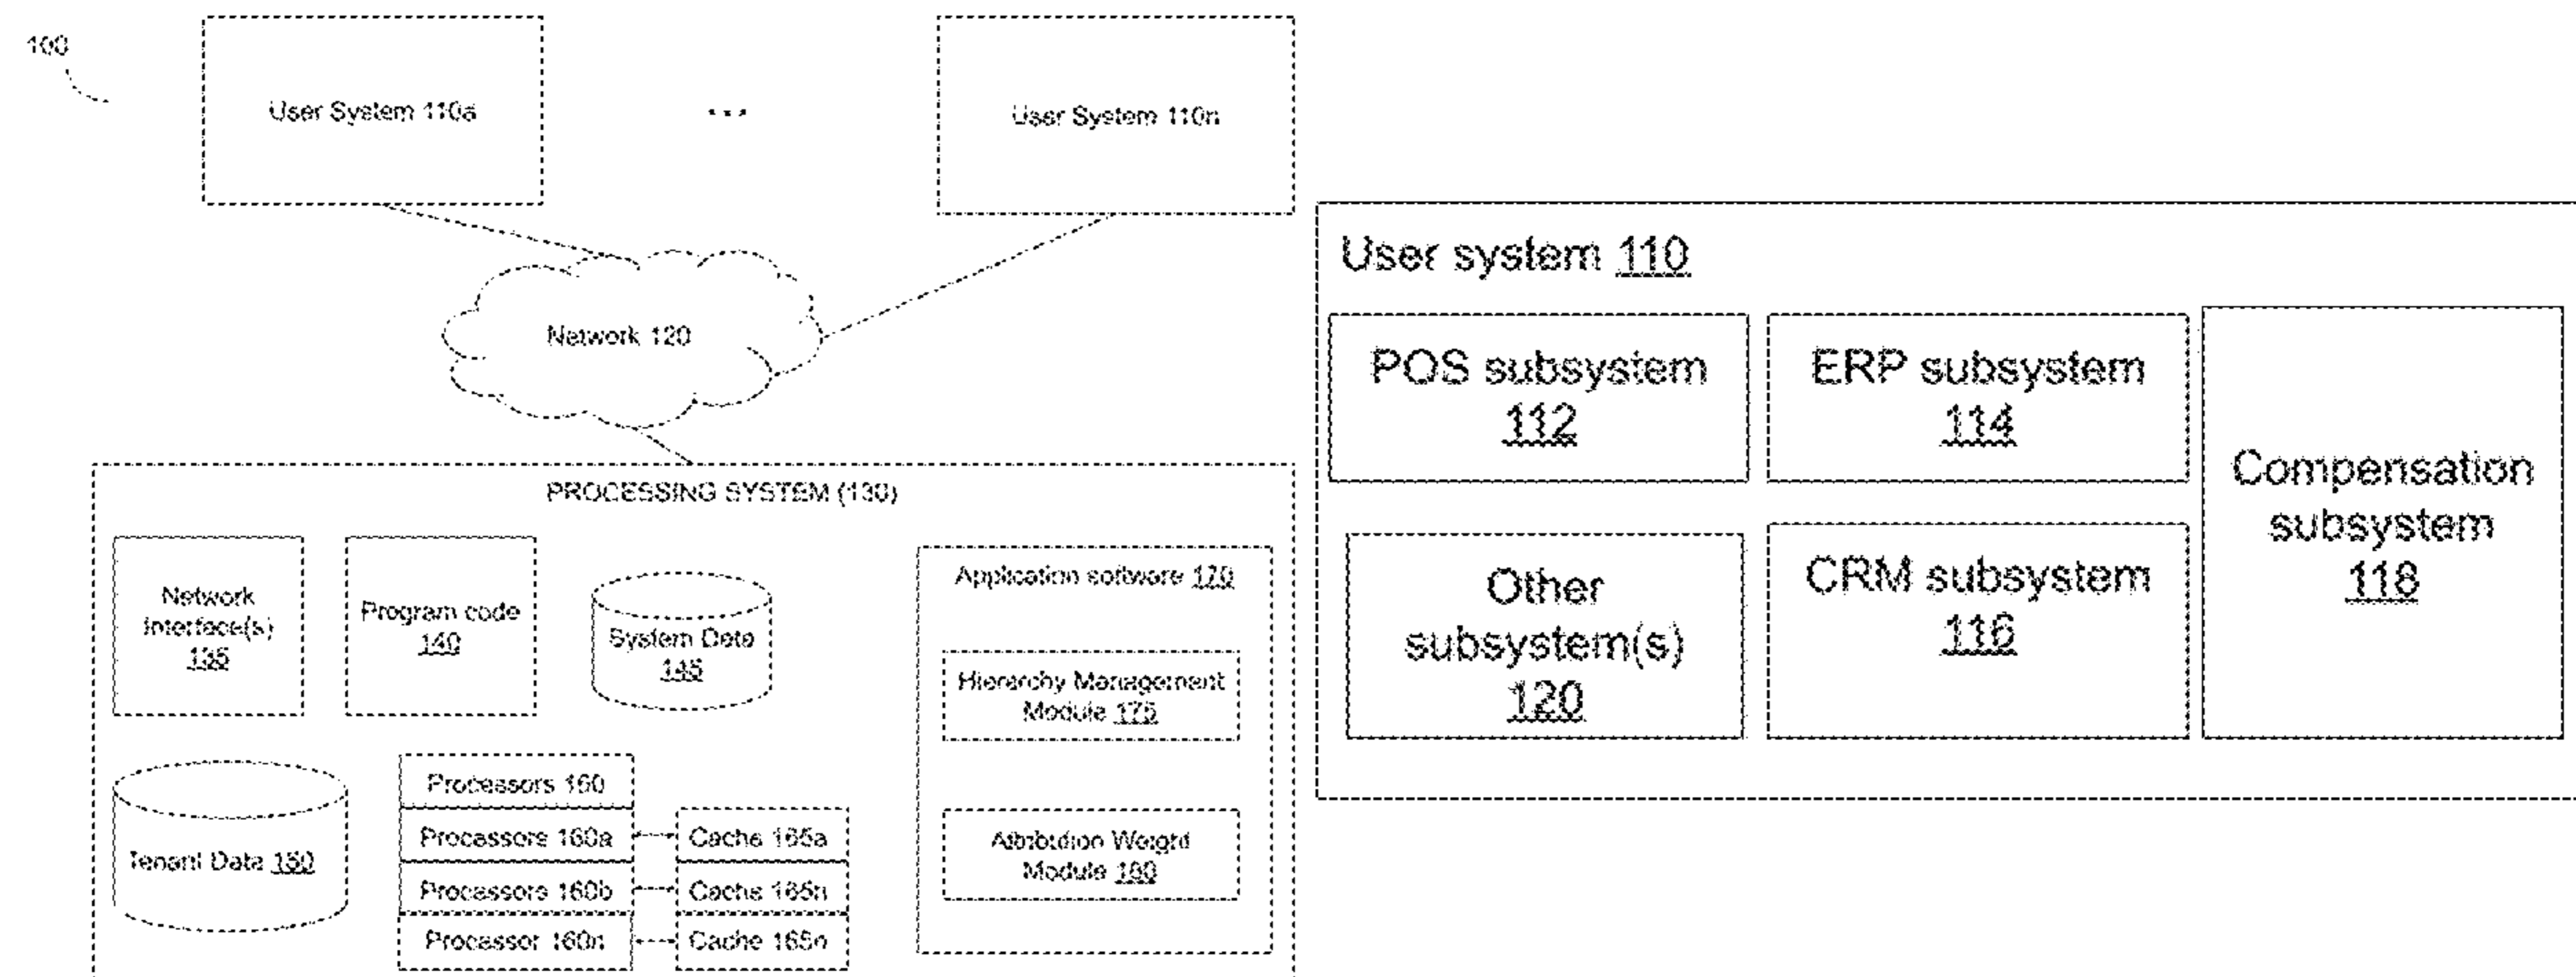 100
User System 110a
...
User System 110n
Network 120
PROCESSING SYSTEM (130)
Network
Interface(s)
135
Program code
140
System Data
145
Application software 170
Hierarchy Management
Module 175
Attribution Weight
Module 180
Tenant Data 150
Processors 160
Processors 160a
Cache 165a
Processors 160b
Cache 165n
Processor 160n
Cache 165n
User system 110
POS subsystem
112
ERP subsystem
114
Compensation
subsystem
118
Other
subsystem(s)
120
CRM subsystem
116